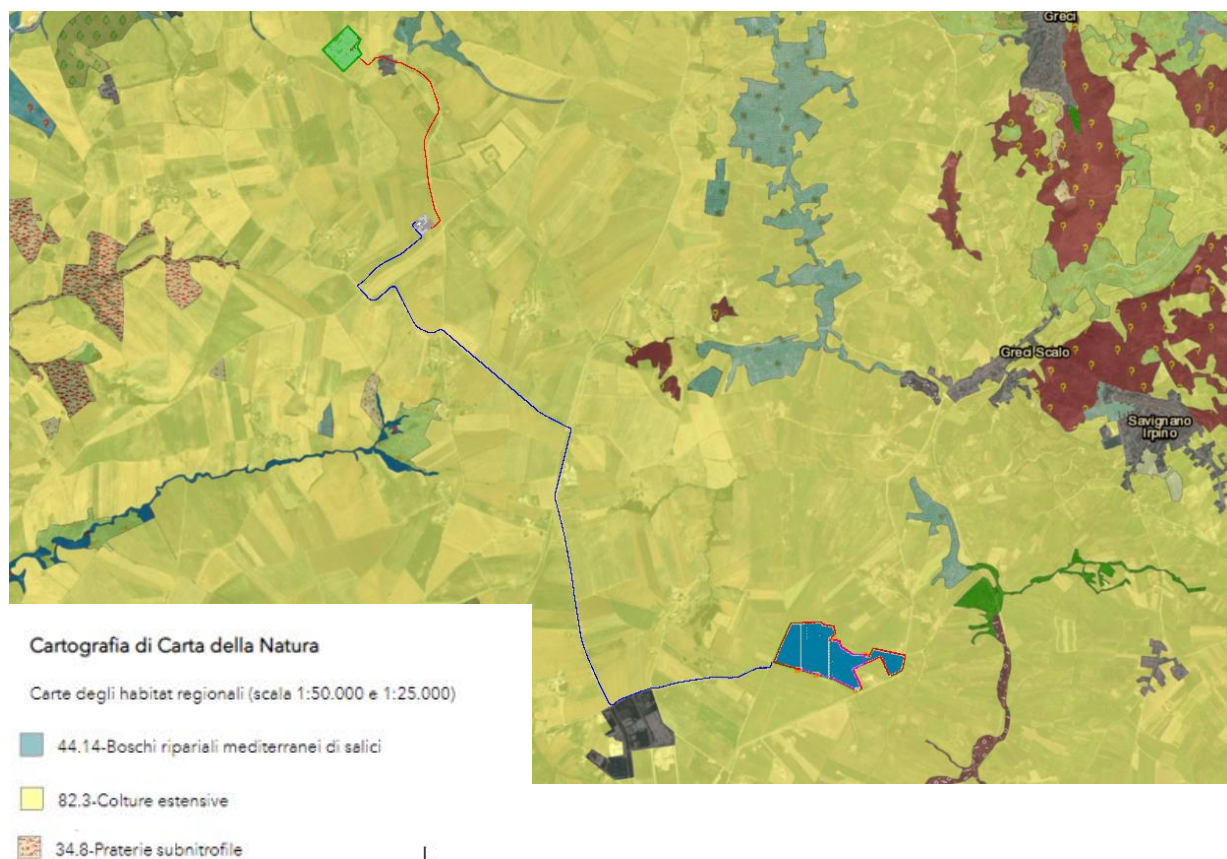 Greci
Greci Scalo
Savignano
Irpino
Cartografia di Carta della Natura
Carte degli habitat regionali (scala 1:50.000 e 1:25.000)
44.14-Boschi ripariali mediterranei di salici
82.3-Colture estensive
34.8-Praterie subnitrofile